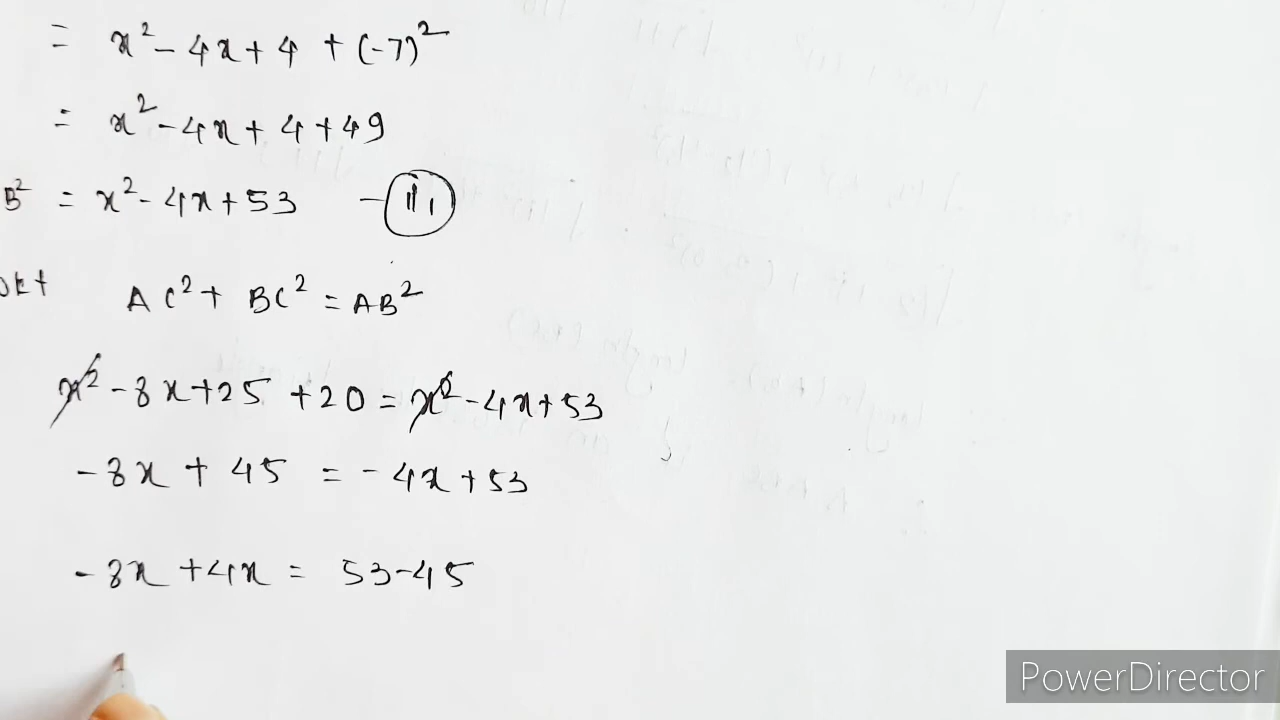 = x² - 4x + 4 + (-7)²
= x² - 4x + 4 + 49
B² = x² - 4x + 53 - (iii)
AC² + BC² = AB²
x² - 8x + 25 + 20 = x² - 4x + 53
- 8x + 45 = - 4x + 53
- 8x + 4x = 53 - 45
PowerDirector